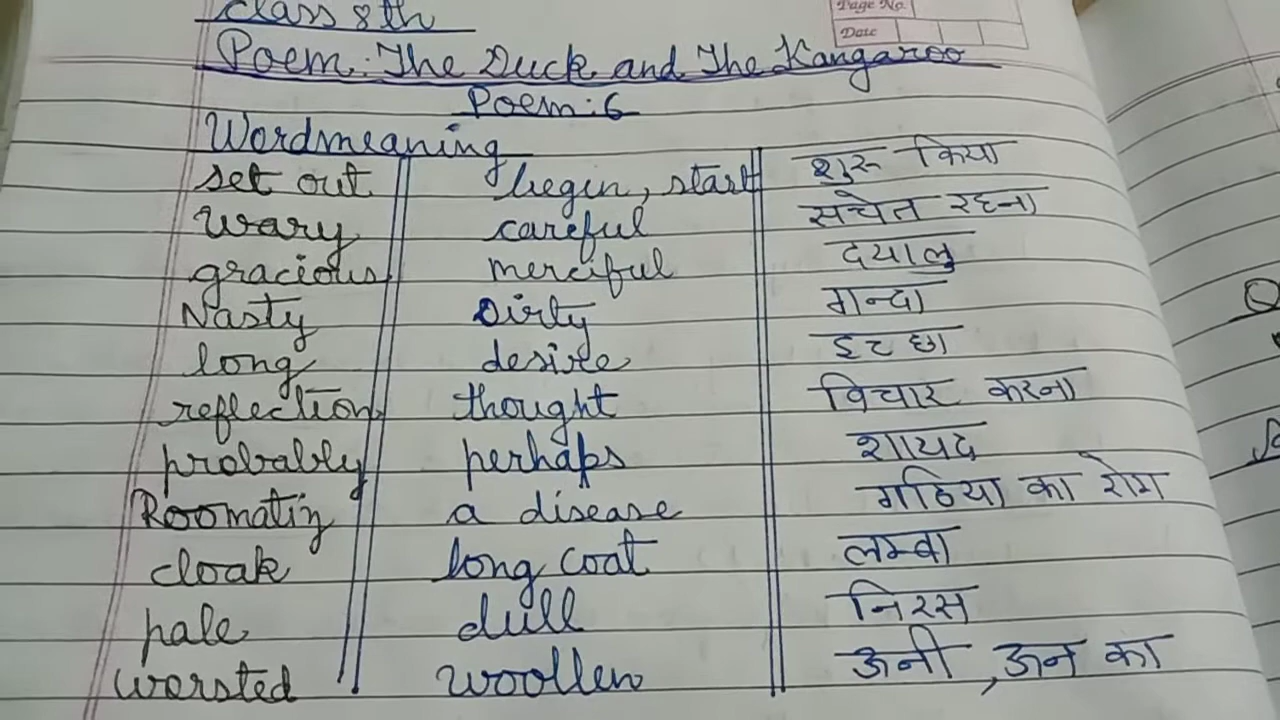 Class 8th
Page No.
Date
Poem: The Duck and The Kangaroo
Poem: 6
Wordmeaning
set out begin, start शुरू किया
wary careful सचेत रहना
gracious merciful दयालु
Nasty Dirty गन्दा
long desire इच्छा
reflection thought विचार करना
probably perhaps शायद
Roomatiz a disease गठिया का रोग
cloak long coat लम्बा
pale dull निरस
worsted woollen ऊनी, ऊन का